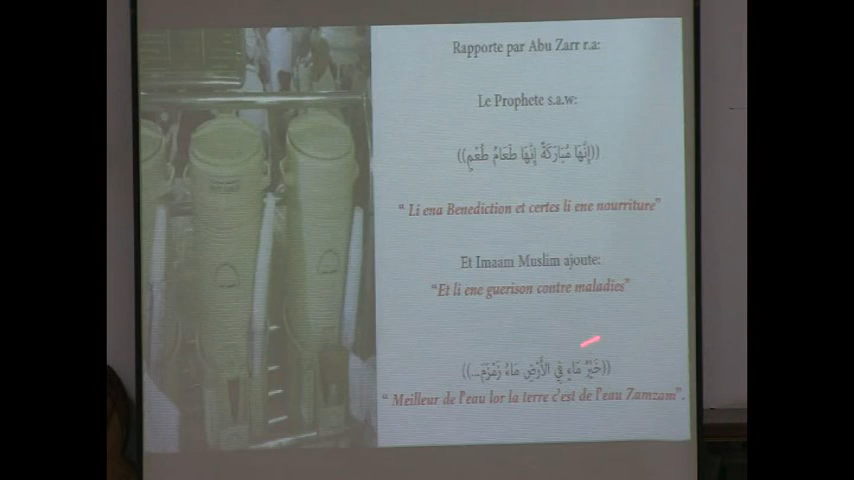 Rapporte par Abu Zarr r.a:
Le Prophete s.a.w:
((إِنَّهَا مُبَارَكَةٌ إِنَّهَا طَعَامُ طُعْمٍ))
“ Li ena Benediction et certes li ene nourriture”
Et Imaam Muslim ajoute:
“Et li ene guerison contre maladies”
((خَيْرُ مَاءٍ فِي الأَرْضِ مَاءُ زَمْزَمَ...))
“ Meilleur de l'eau lor la terre c'est de l'eau Zamzam”.